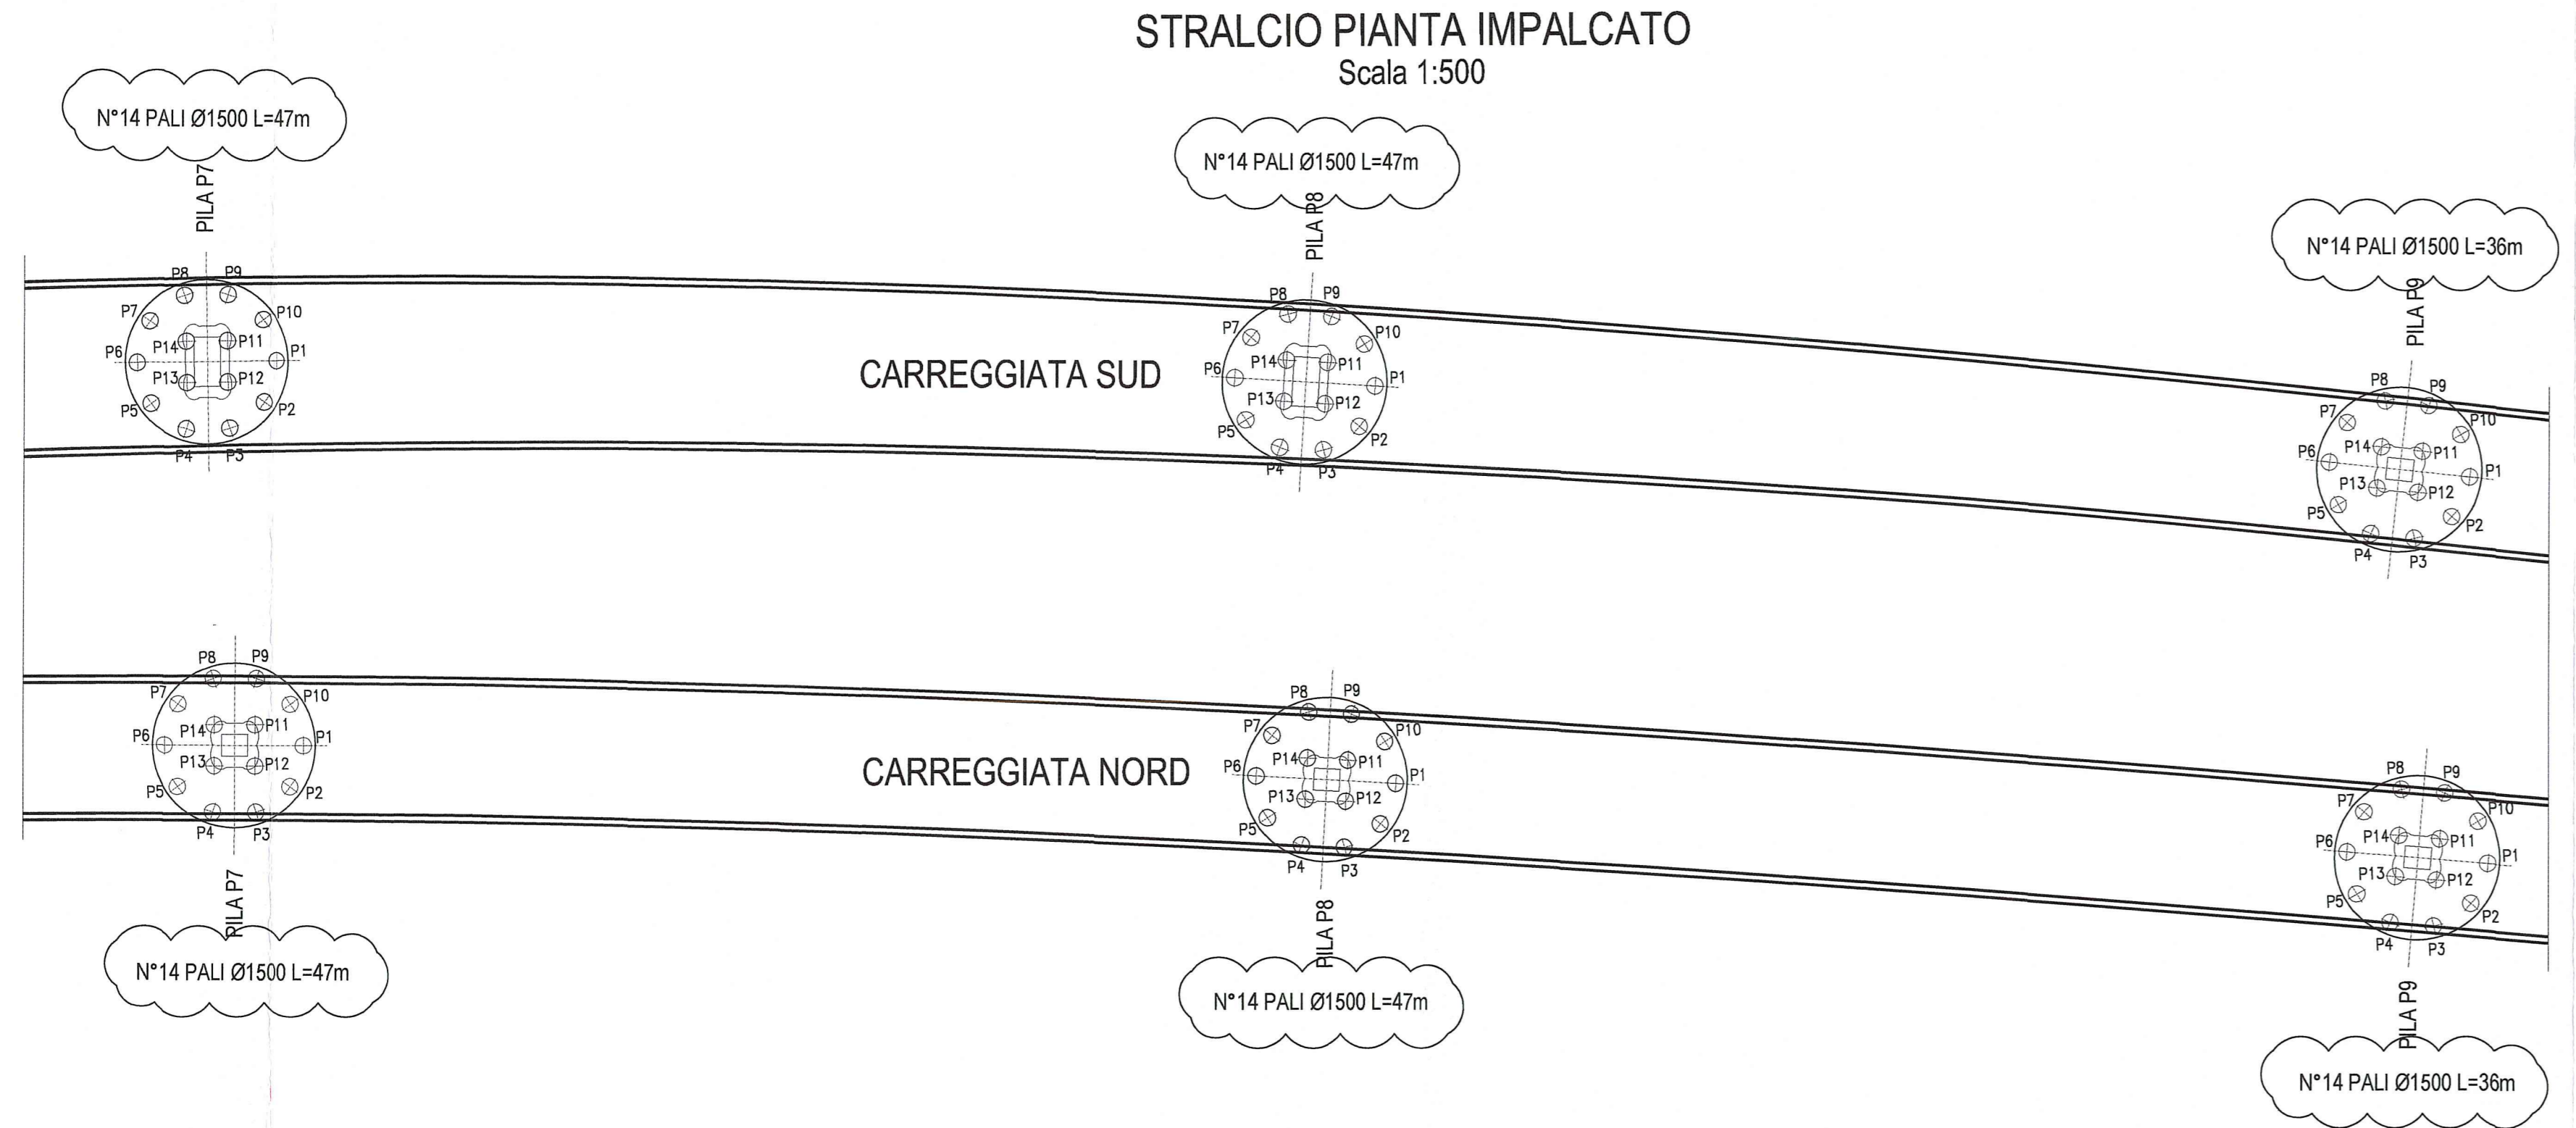 STRALCIO PIANTA IMPALCATO
Scala 1:500
N°14 PALI Ø1500 L=47m
PILA P7
N°14 PALI Ø1500 L=47m
PILA P8
N°14 PALI Ø1500 L=36m
PILA P9
P8 P9
P7 P10
P14 P11
P6 P1
P13 P12
P5 P2
P4 P3
CARREGGIATA SUD
P8 P9
P7 P10
P14 P11
P6 P1
P13 P12
P5 P2
P4 P3
P8 P9
P7 P10
P14 P11
P6 P1
P13 P12
P5 P2
P4 P3
P8 P9
P7 P10
P14 P11
P6 P1
P13 P12
P5 P2
P4 P3
CARREGGIATA NORD
P8 P9
P7 P10
P14 P11
P6 P1
P13 P12
P5 P2
P4 P3
P8 P9
P7 P10
P14 P11
P6 P1
P13 P12
P5 P2
P4 P3
PILA P7
N°14 PALI Ø1500 L=47m
PILA P8
N°14 PALI Ø1500 L=47m
PILA P9
N°14 PALI Ø1500 L=36m